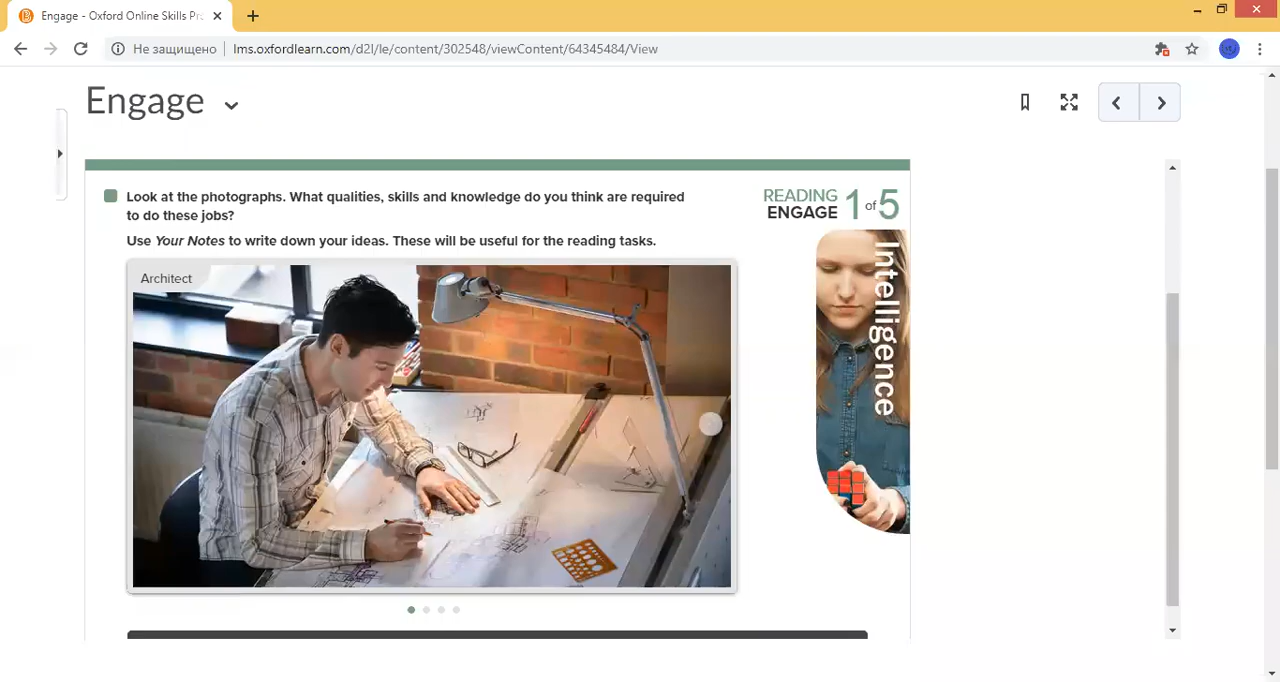 Engage - Oxford Online Skills Pr
Не защищено
lms.oxfordlearn.com/d2l/le/content/302548/viewContent/64345484/View
Engage
Look at the photographs. What qualities, skills and knowledge do you think are required
to do these jobs?
Use Your Notes to write down your ideas. These will be useful for the reading tasks.
READING
ENGAGE
1 of 5
Architect
Intelligence